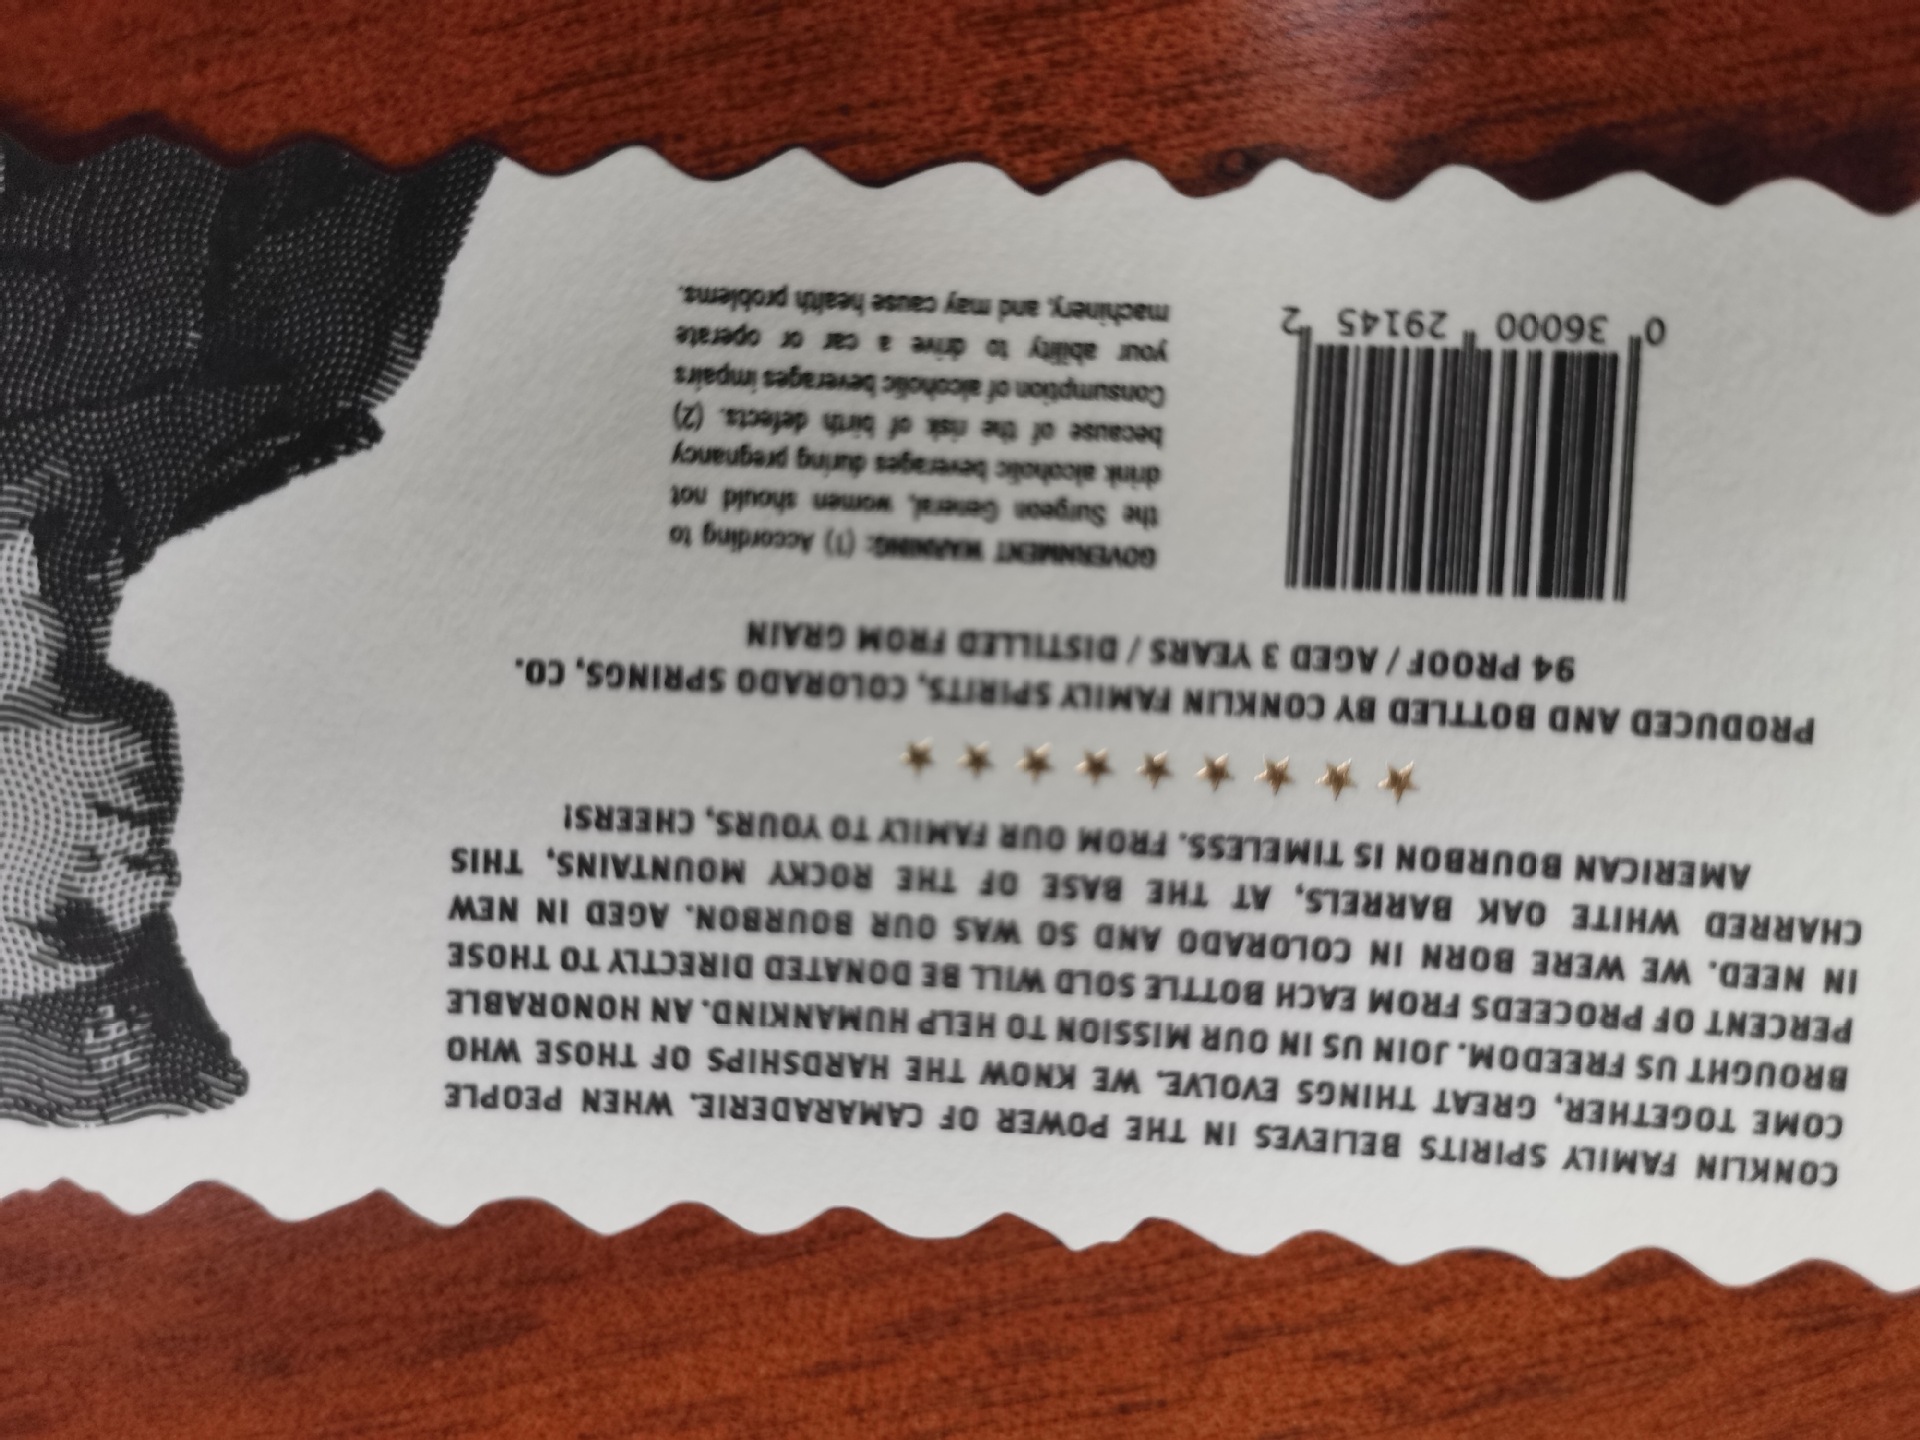 CONKLIN FAMILY SPIRITS BELIEVES IN THE POWER OF CAMARADERIE. WHEN PEOPLE
COME TOGETHER, GREAT THINGS EVOLVE. WE KNOW THE HARDSHIPS OF THOSE WHO
BROUGHT US FREEDOM. JOIN US IN OUR MISSION TO HELP HUMANKIND. AN HONORABLE
PERCENT OF PROCEEDS FROM EACH BOTTLE SOLD WILL BE DONATED DIRECTLY TO THOSE
IN NEED. WE WERE BORN IN COLORADO AND SO WAS OUR BOURBON. AGED IN NEW
CHARRED WHITE OAK BARRELS, AT THE BASE OF THE ROCKY MOUNTAINS, THIS
AMERICAN BOURBON IS TIMELESS. FROM OUR FAMILY TO YOURS, CHEERS!
PRODUCED AND BOTTLED BY CONKLIN FAMILY SPIRITS, COLORADO SPRINGS, CO.
94 PROOF / AGED 3 YEARS / DISTILLED FROM GRAIN
0 36000 29145 2
GOVERNMENT WARNING: (1) According to
the Surgeon General, women should not
drink alcoholic beverages during pregnancy
because of the risk of birth defects. (2)
Consumption of alcoholic beverages impairs
your ability to drive a car or operate
machinery, and may cause health problems.